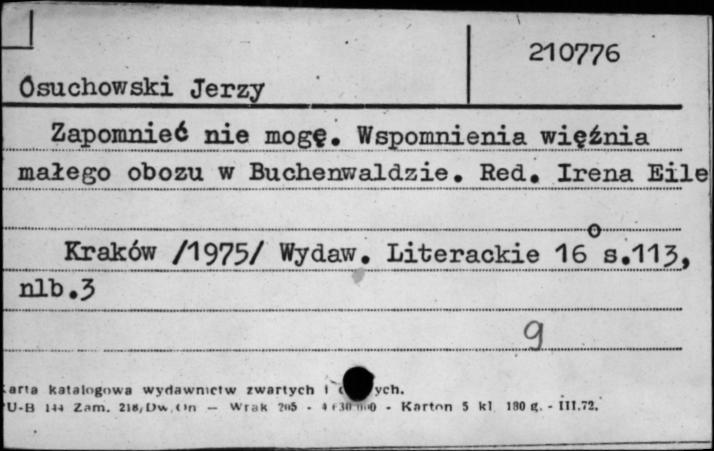 210776
Osuchowski Jerzy
Zapomnieć nie mogę. Wspomnienia więźnia
małego obozu w Buchenwaldzie. Red. Irena Eile
Kraków /1975/ Wydaw. Literackie 16° s.113,
nlb.3
9
arta katalogowa wydawnictw zwartych i ych.
U-B 144 Zam. 218/Dw.On — Wrak 205 - - Karton 5 kl 180 g. - III.72.